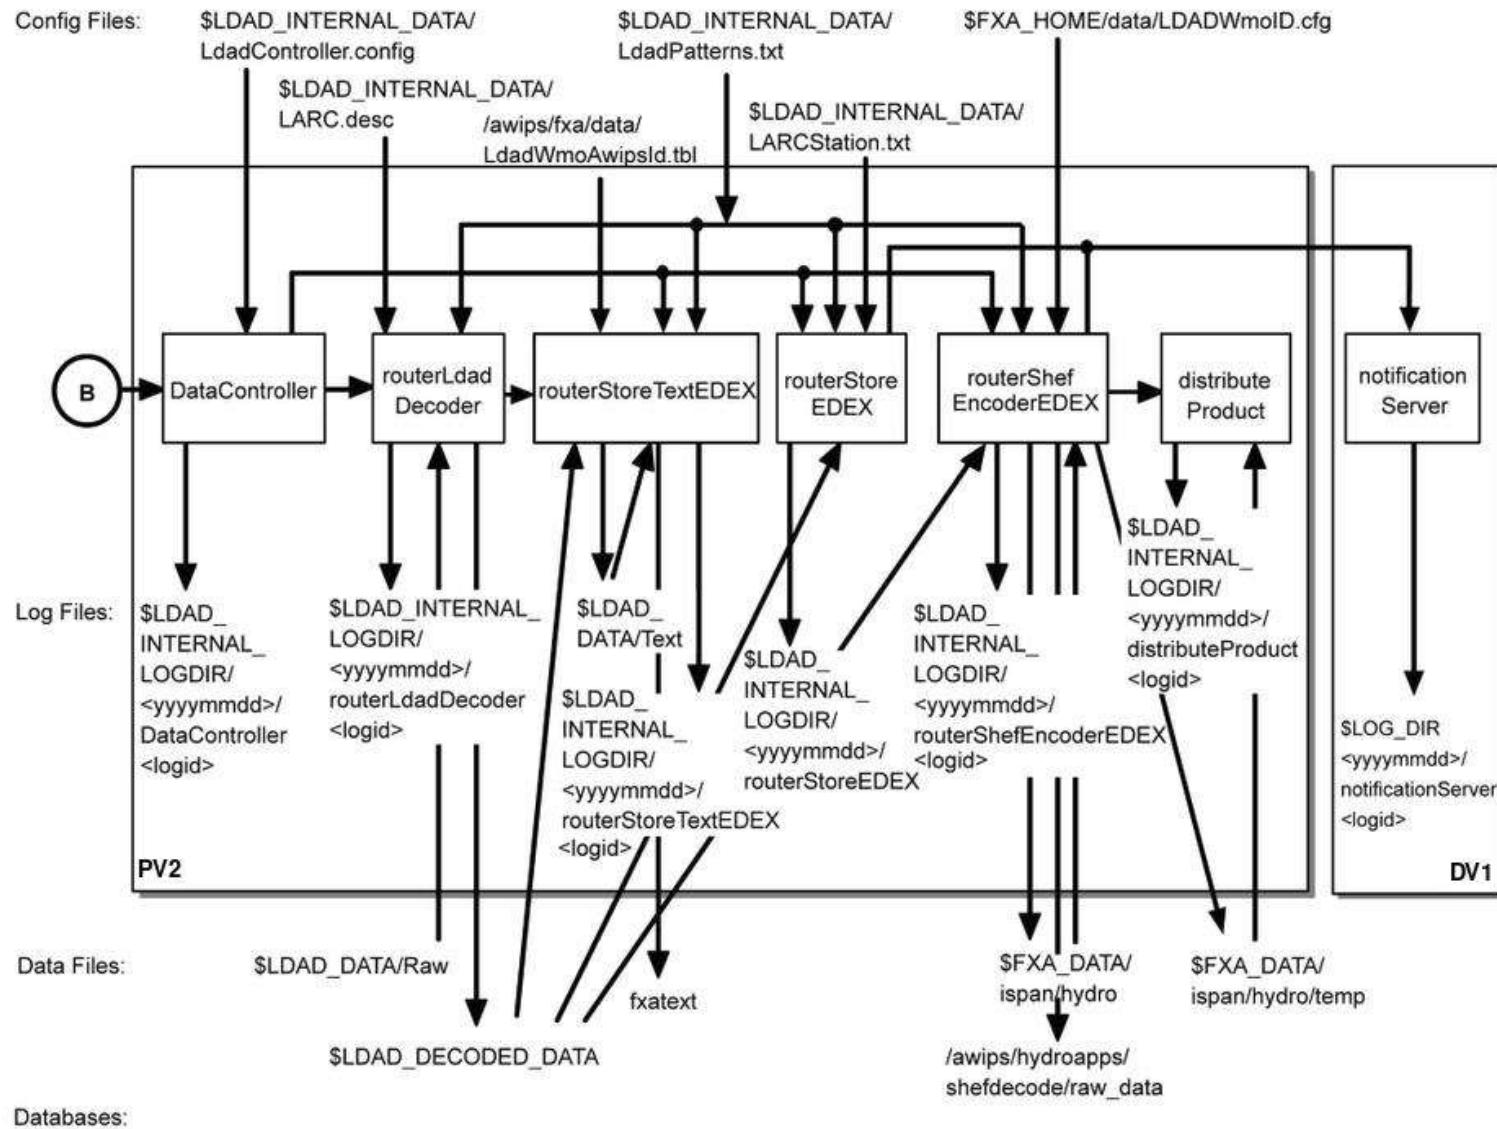 Config Files:
$LDAD_INTERNAL_DATA/
LdadController.config
$LDAD_INTERNAL_DATA/
LdadPatterns.txt
$FXA_HOME/data/LDADWmoID.cfg
$LDAD_INTERNAL_DATA/
LARC.desc
/awips/fxa/data/
LdadWmoAwipsId.tbl
$LDAD_INTERNAL_DATA/
LARCStation.txt
B
DataController
routerLdad
Decoder
routerStoreTextEDEX
routerStore
EDEX
routerShef
EncoderEDEX
distribute
Product
notification
Server
Log Files:
$LDAD_
INTERNAL_
LOGDIR/
<yyyymmdd>/
DataController
<logid>
$LDAD_INTERNAL_
LOGDIR/
<yyyymmdd>/
routerLdadDecoder
<logid>
$LDAD_
DATA/Text
$LDAD_
INTERNAL_
LOGDIR/
<yyyymmdd>/
routerStoreTextEDEX
<logid>
$LDAD_
INTERNAL_
LOGDIR/
<yyyymmdd>/
routerStoreEDEX
$LDAD_
INTERNAL_
LOGDIR/
<yyyymmdd>/
routerShefEncoderEDEX
<logid>
$LDAD_
INTERNAL_
LOGDIR/
<yyyymmdd>/
distributeProduct
<logid>
$LOG_DIR
<yyyymmdd>/
notificationServer
<logid>
PV2
DV1
Data Files:
$LDAD_DATA/Raw
$LDAD_DECODED_DATA
fxatext
$FXA_DATA/
ispan/hydro
$FXA_DATA/
ispan/hydro/temp
/awips/hydroapps/
shefdecode/raw_data
Databases: